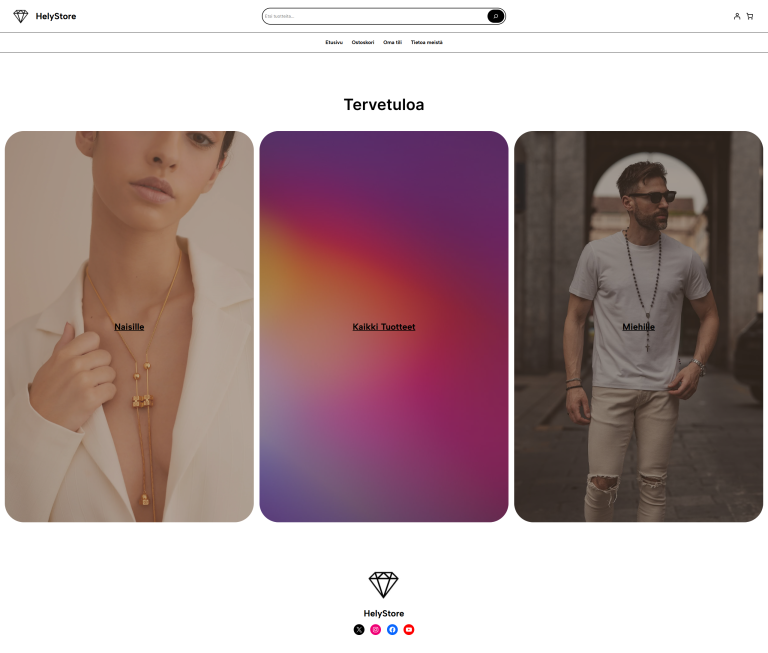 HelyStore
Etsi tuotteita...
Etusivu Ostoskori Oma tili Tietoa meistä
Tervetuloa
Naisille
Kaikki Tuotteet
Miehille
HelyStore